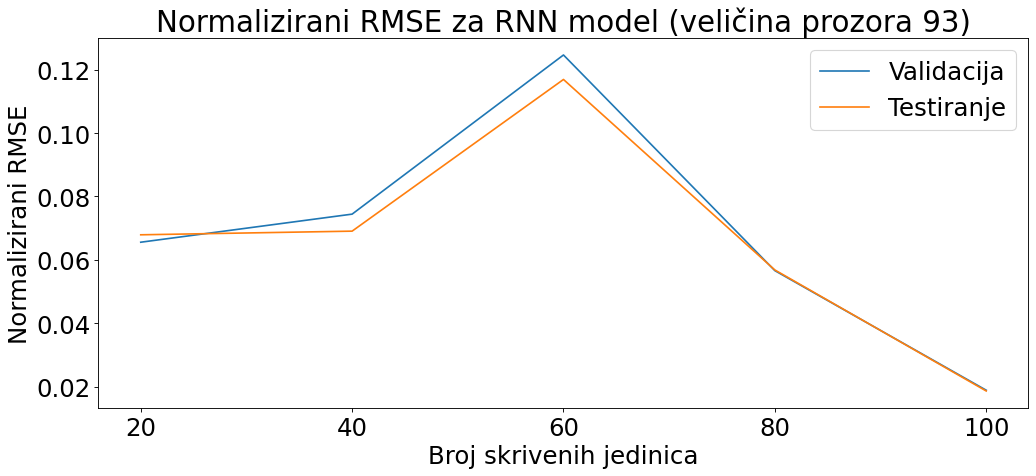 Normalizirani RMSE za RNN model (veličina prozora 93)
Validacija
Testiranje
Normalizirani RMSE
0.12
0.10
0.08
0.06
0.04
0.02
20 40 60 80 100
Broj skrivenih jedinica